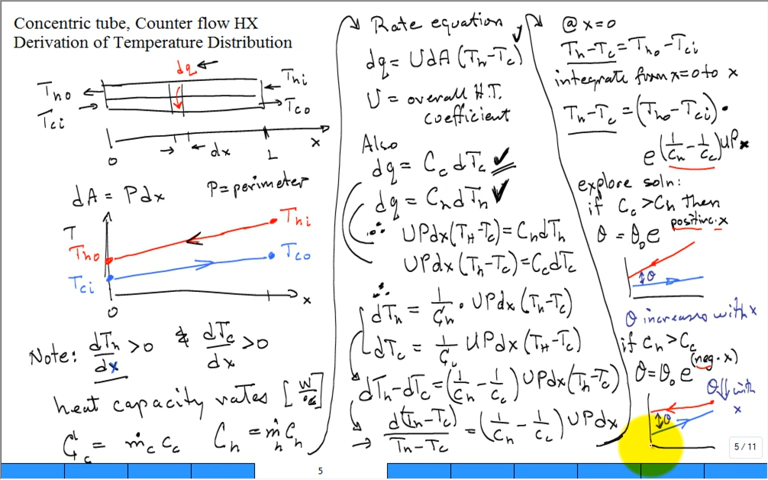 Concentric tube, Counter flow HX
Derivation of Temperature Distribution
dq
Tho
Thi
Tci
Tco
0
dx
L
x
dA = Pdx P=perimeter
T
Tho
Thi
Tci
Tco
0
x
Note: dTh/dx >0 & dTc/dx >0
heat capacity rates [W/°C]
Cc = ṁc cc Ch = ṁh Ch
Rate equation
dq = UdA (Th-Tc)
U = overall H.T.
coefficient
Also
dq = Cc dTc
dq = Ch dTh
∴ UPdx(TH-Tc) = Ch dTh
UPdx(Th-Tc) = Cc dTc
∴ dTh = 1/Ch · UPdx(Th-Tc)
dTc = 1/Cc UPdx(TH-Tc)
dTh-dTc = (1/Ch - 1/Cc) UPdx(Th-Tc)
→ d(Th-Tc)/Th-Tc = (1/Ch - 1/Cc) UPdx
@ x=0
Th-Tc = Tho-Tci
integrate from x=0 to x
Th-Tc = (Tho-Tci)·
e (1/Ch - 1/Cc)UPx
explore soln:
if Cc>Ch then
θ = θo e positive·x
θ
θ increases with x
if Ch>Cc
θ=θo e (neg·x)
θ ↓ with
x
θ
5 / 11
5